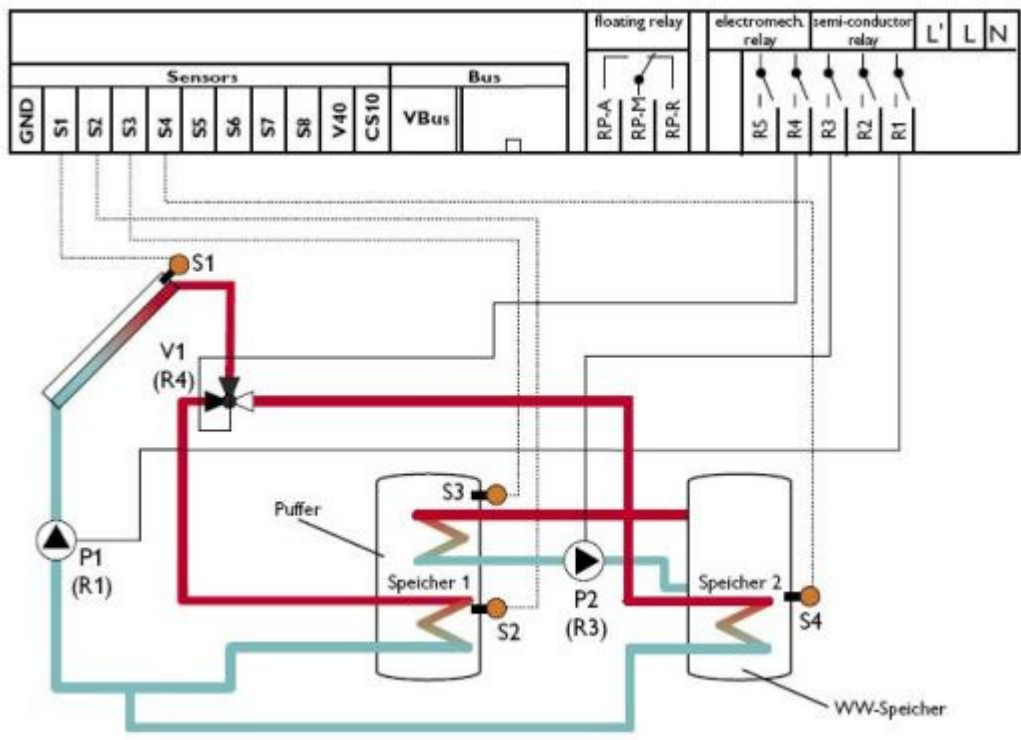 floating relay
electromech. relay
semi-conductor relay
L'
L
N
Sensors
Bus
GND
S1
S2
S3
S4
S5
S6
S7
S8
V40
CS10
VBus
RP-A
RP-M
RP-R
R5
R4
R3
R2
R1
S1
V1
(R4)
S3
Puffer
P1
(R1)
Speicher 1
S2
P2
(R3)
Speicher 2
S4
WW-Speicher